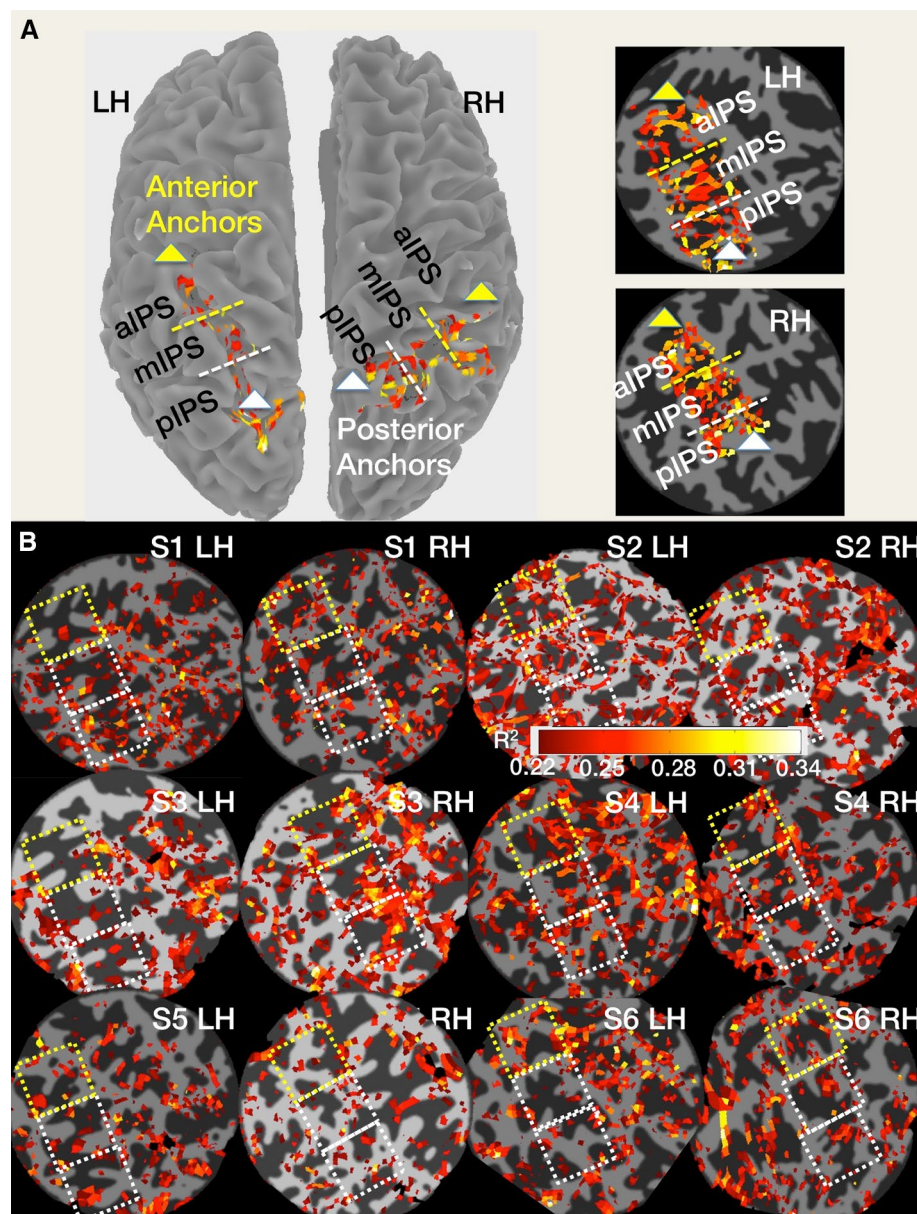 A
LH
RH
Anterior
Anchors
aIPS
mIPS
pIPS
aIPS
mIPS
pIPS
Posterior
Anchors
LH
aIPS
mIPS
pIPS
RH
aIPS
mIPS
pIPS
B
S1 LH
S1 RH
S2 LH
S2 RH
R²
0.22 0.25 0.28 0.31 0.34
S3 LH
S3 RH
S4 LH
S4 RH
S5 LH
RH
S6 LH
S6 RH